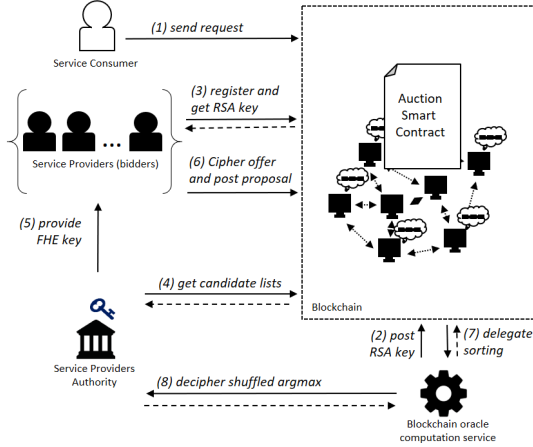 (1) send request
Service Consumer
(3) register and
get RSA key
Service Providers (bidders)
(6) Cipher offer
and post proposal
Auction
Smart
Contract
(5) provide
FHE key
(4) get candidate lists
Blockchain
Service Providers
Authority
(2) post
RSA key
(7) delegate
sorting
(8) decipher shuffled argmax
Blockchain oracle
computation service